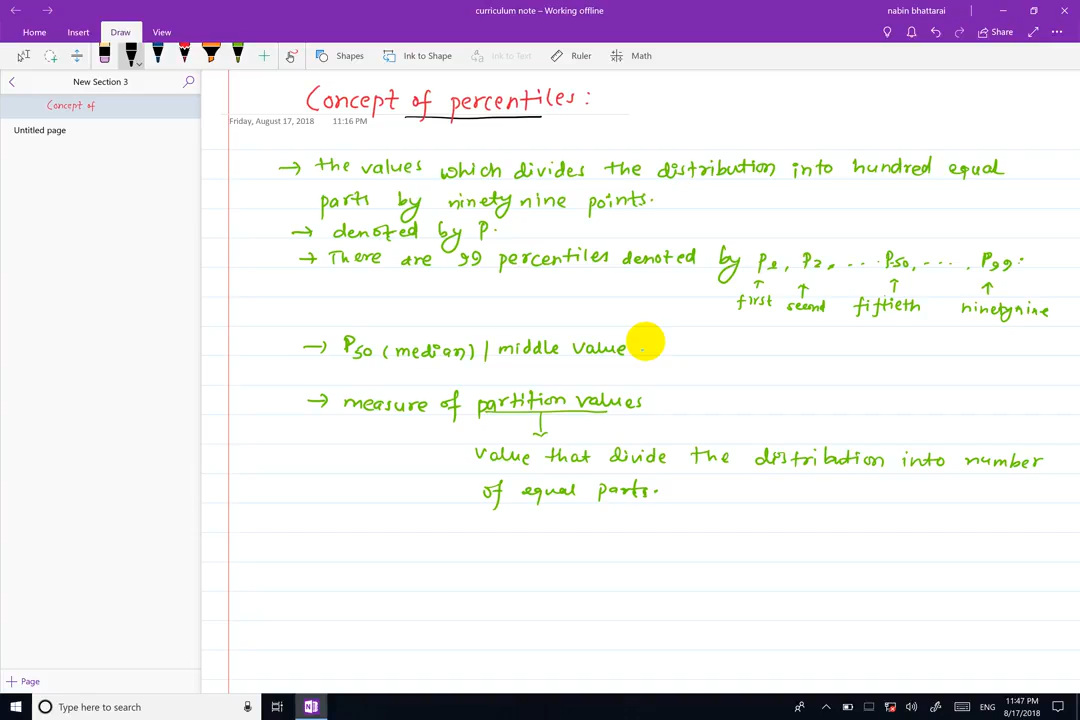 curriculum note – Working offline
nabin bhattarai
Home Insert Draw View
Share
Shapes Ink to Shape Ink to Text Ruler Math
New Section 3
Concept of
Untitled page
Concept of percentiles:
Friday, August 17, 2018 11:16 PM
→ the values which divides the distribution into hundred equal
parts by ninety nine points.
→ denoted by P.
→ There are 99 percentiles denoted by P1, P2, ... P50, ... , P99.
first second fiftieth ninetynine
→ P50 (median) | middle value .
→ measure of partition values
value that divide the distribution into number
of equal parts.
+ Page
Type here to search
ENG
11:47 PM
8/17/2018